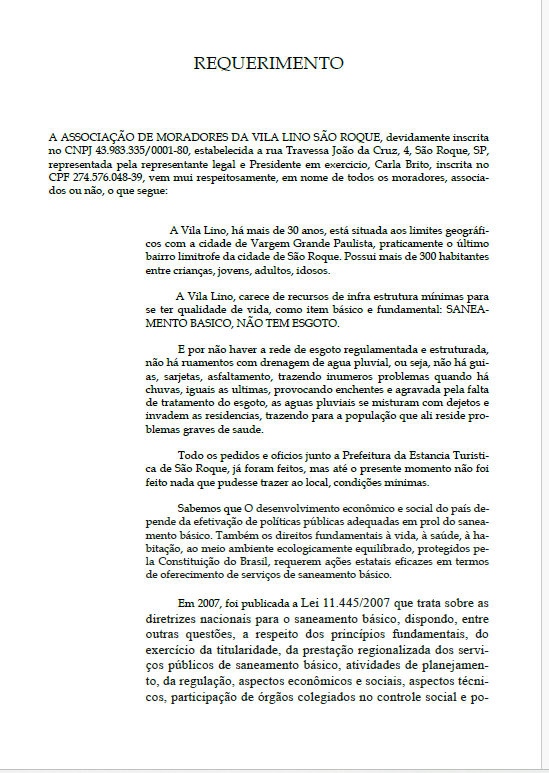 REQUERIMENTO
A ASSOCIAÇÃO DE MORADORES DA VILA LINO SÃO ROQUE, devidamente inscrita
no CNPJ 43.983.335/0001-80, estabelecida a rua Travessa João da Cruz, 4, São Roque, SP,
representada pela representante legal e Presidente em exercicio, Carla Brito, inscrita no
CPF 274.576.048-39, vem mui respeitosamente, em nome de todos os moradores, associa-
dos ou não, o que segue:
A Vila Lino, há mais de 30 anos, está situada aos limites geográfi-
cos com a cidade de Vargem Grande Paulista, praticamente o último
bairro limitrofe da cidade de São Roque. Possui mais de 300 habitantes
entre crianças, jovens, adultos, idosos.
A Vila Lino, carece de recursos de infra estrutura mínimas para
se ter qualidade de vida, como item básico e fundamental: SANEA-
MENTO BASICO, NÃO TEM ESGOTO.
E por não haver a rede de esgoto regulamentada e estruturada,
não há ruamentos com drenagem de agua pluvial, ou seja, não há gui-
as, sarjetas, asfaltamento, trazendo inumeros problemas quando há
chuvas, iguais as ultimas, provocando enchentes e agravada pela falta
de tratamento do esgoto, as aguas pluviais se misturam com dejetos e
invadem as residencias, trazendo para a população que ali reside pro-
blemas graves de saude.
Todo os pedidos e oficios junto a Prefeitura da Estancia Turisti-
ca de São Roque, já foram feitos, mas até o presente momento não foi
feito nada que pudesse trazer ao local, condições minimas.
Sabemos que O desenvolvimento econômico e social do país de-
pende da efetivação de políticas públicas adequadas em prol do sanea-
mento básico. Também os direitos fundamentais à vida, à saúde, à ha-
bitação, ao meio ambiente ecologicamente equilibrado, protegidos pe-
la Constituição do Brasil, requerem ações estatais eficazes em termos
de oferecimento de serviços de saneamento básico.
Em 2007, foi publicada a Lei 11.445/2007 que trata sobre as
diretrizes nacionais para o saneamento básico, dispondo, entre
outras questões, a respeito dos princípios fundamentais, do
exercício da titularidade, da prestação regionalizada dos servi-
ços públicos de saneamento básico, atividades de planejamen-
to, da regulação, aspectos econômicos e sociais, aspectos técni-
cos, participação de órgãos colegiados no controle social e po-